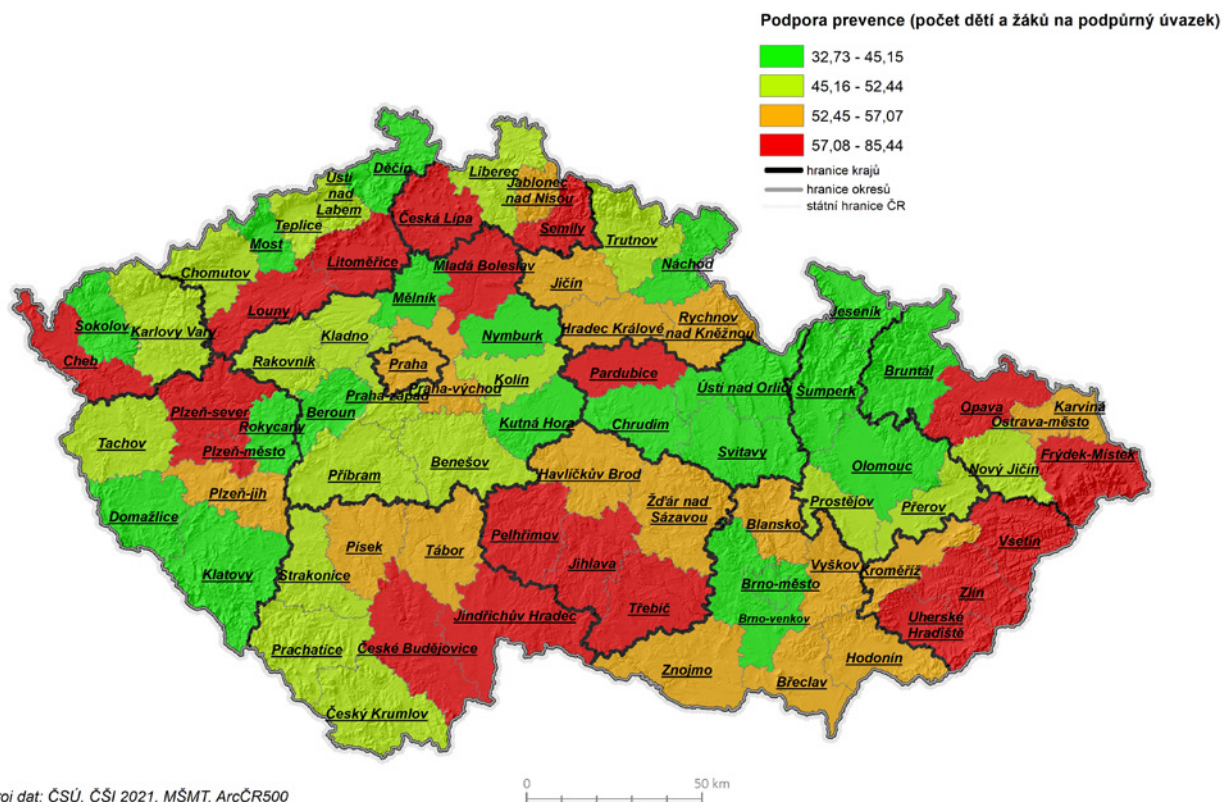 Podpora prevence (počet dětí a žáků na podpůrný úvazek)
32,73 - 45,15
45,16 - 52,44
52,45 - 57,07
57,08 - 85,44
hranice krajů
hranice okresů
státní hranice ČR
Děčín
Liberec
Ústí
nad
Labem
Jablonec
nad Nisou
Česká Lípa
Semily
Teplice
Trutnov
Most
Chomutov
Litoměřice
Mladá Boleslav
Náchod
Jičín
Mělník
Louny
Jeseník
Sokolov
Karlovy Vary
Kladno
Nymburk
Hradec Králové
Rychnov
nad Kněžnou
Cheb
Rakovník
Praha
Pardubice
Kolín
Praha-západ
Praha-východ
Ústí nad Orlicí
Šumperk
Bruntál
Plzeň-sever
Beroun
Rokycany
Kutná Hora
Chrudim
Opava
Karviná
Ostrava-město
Tachov
Plzeň-město
Svitavy
Příbram
Benešov
Olomouc
Nový Jičín
Frýdek-Místek
Havlíčkův Brod
Plzeň-jih
Prostějov
Přerov
Domažlice
Žďár nad
Sázavou
Blansko
Písek
Tábor
Pelhřimov
Vsetín
Jihlava
Vyškov
Kroměříž
Klatovy
Strakonice
Brno-město
Zlín
Třebíč
Jindřichův Hradec
Brno-venkov
Uherské
Hradiště
Prachatice
České Budějovice
Hodonín
Znojmo
Břeclav
Český Krumlov
0
50 km
roj dat: ČSÚ, ČŠI 2021, MŠMT, ArcČR500